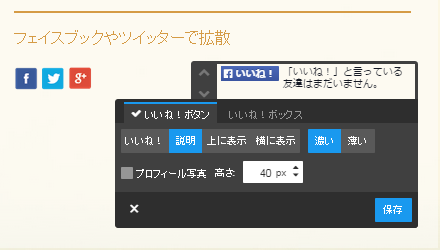 フェイスブックやツイッターで拡散
f
g+
いいね！ 「いいね！」と言っている
友達はまだいません。
いいね！ボタン いいね！ボックス
いいね！ 説明 上に表示 横に表示 濃い 薄い
プロフィール写真 高さ: 40 px
保存